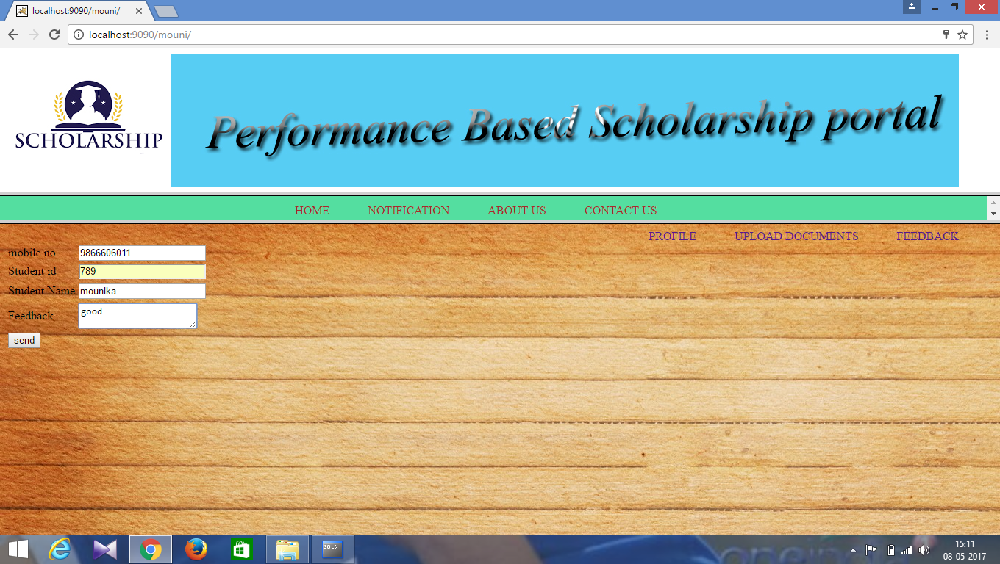 localhost:9090/mouni/
localhost:9090/mouni/
SCHOLARSHIP
Performance Based Scholarship portal
HOME NOTIFICATION ABOUT US CONTACT US
PROFILE UPLOAD DOCUMENTS FEEDBACK
mobile no 9866606011
Student id 789
Student Name mounika
Feedback good
send
SQL>
15:11
08-05-2017